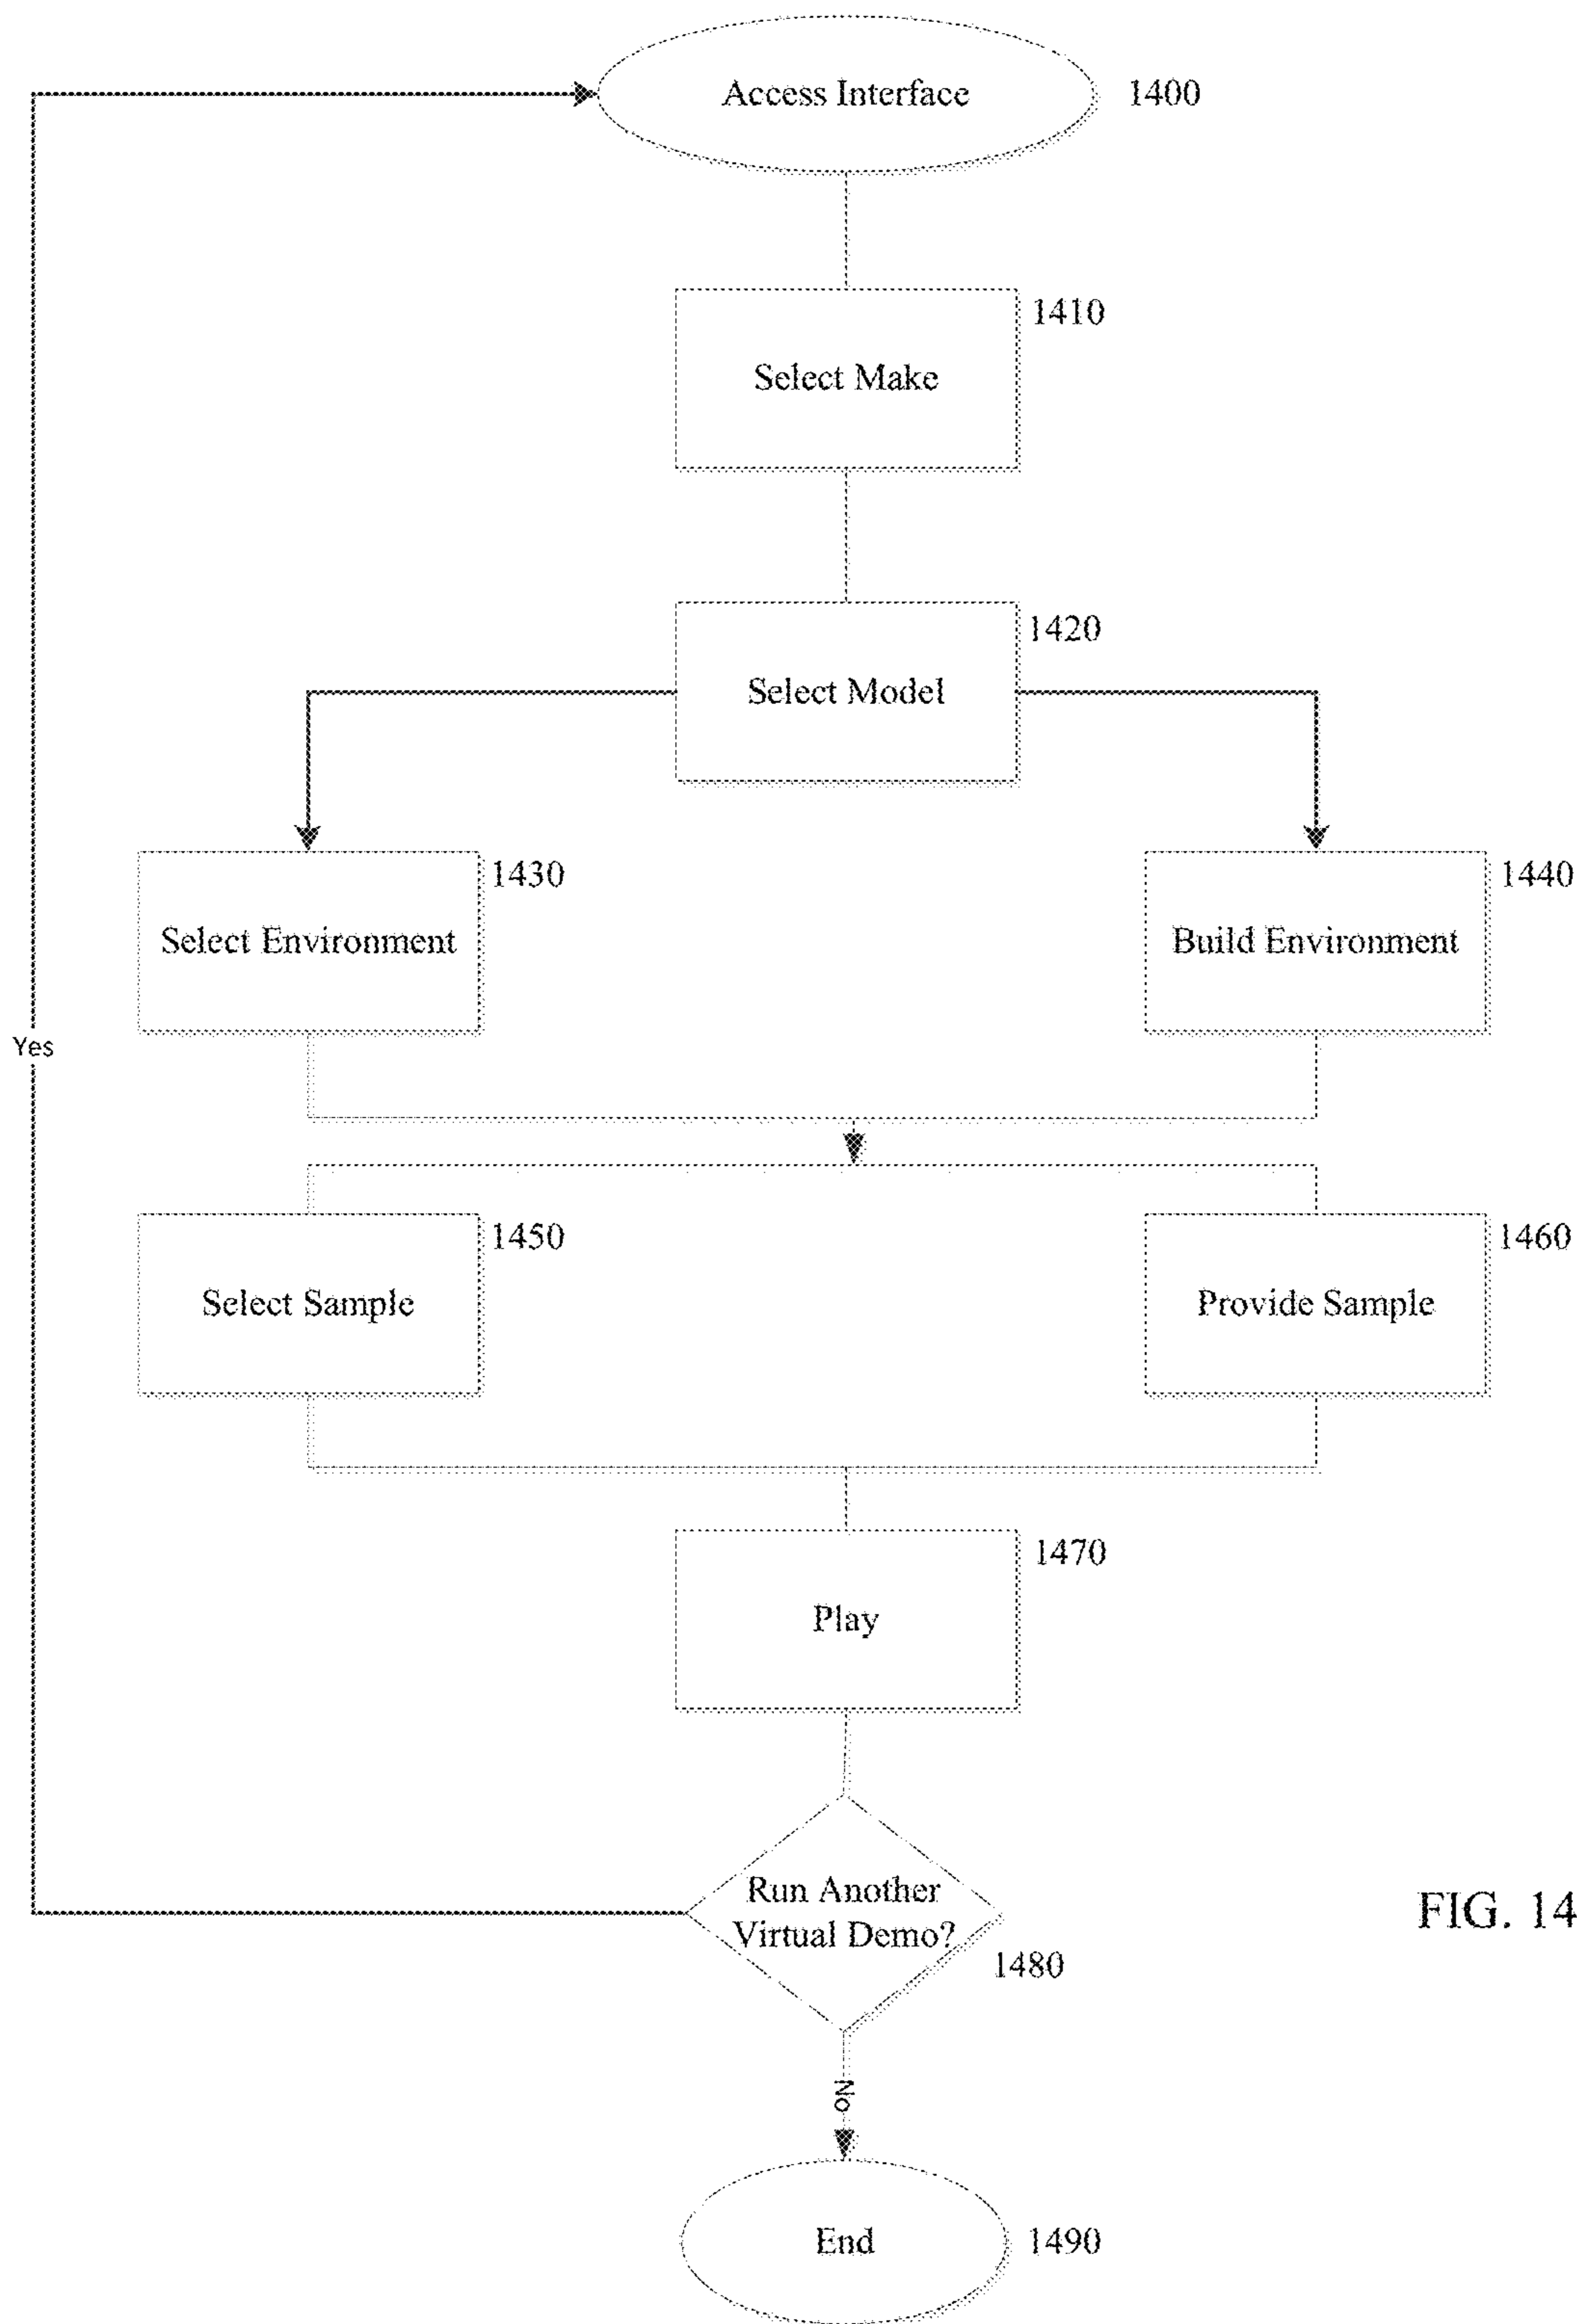 Access Interface
1400
1410
Select Make
1420
Select Model
1430
Select Environment
1440
Build Environment
Yes
1450
Select Sample
1460
Provide Sample
1470
Play
Run Another
Virtual Demo?
1480
FIG. 14
No
End
1490